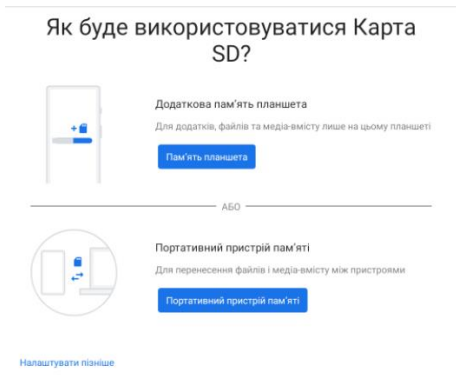 Як буде використовуватися Карта
SD?
Додаткова пам'ять планшета
Для додатків, файлів та медіа-вмісту лише на цьому планшеті
Пам'ять планшета
АБО
Портативний пристрій пам'яті
Для перенесення файлів і медіа-вмісту між пристроями
Портативний пристрій пам'яті
Налаштувати пізніше